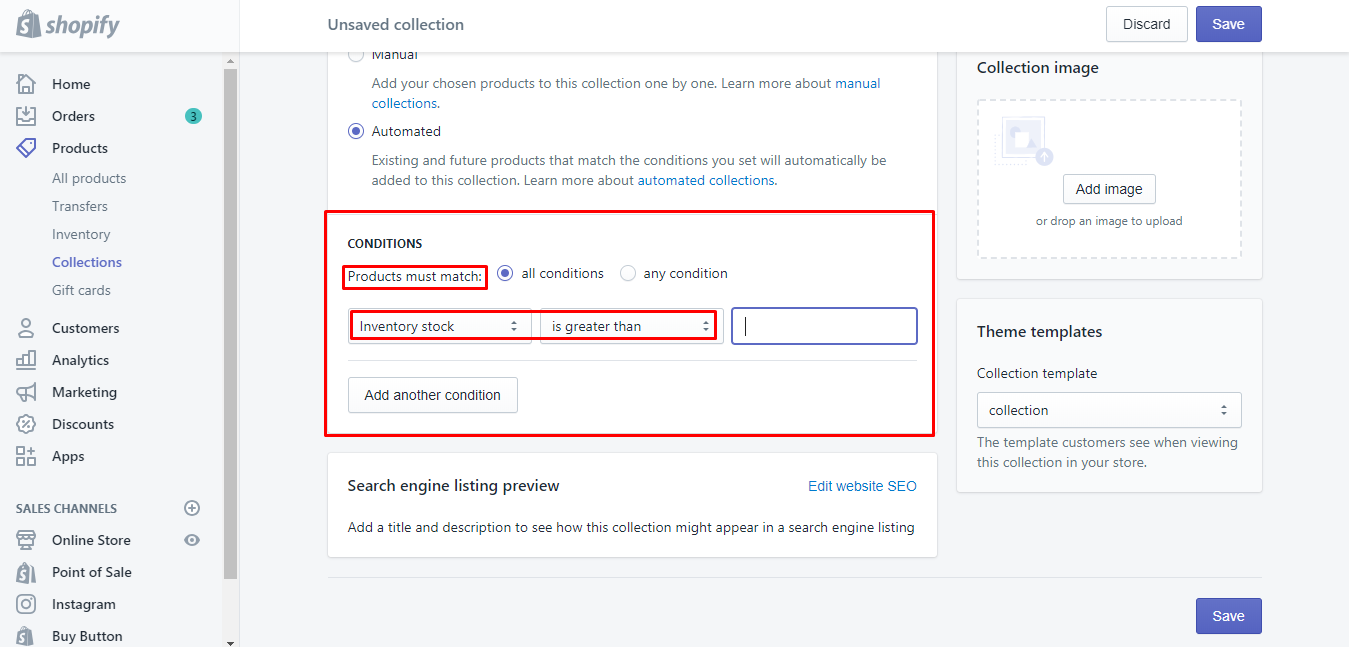 shopify
Unsaved collection
Discard
Save
Home
Orders
3
Products
All products
Transfers
Inventory
Collections
Gift cards
Customers
Analytics
Marketing
Discounts
Apps
SALES CHANNELS
Online Store
Point of Sale
Instagram
Buy Button
Manual
Add your chosen products to this collection one by one. Learn more about manual
collections.
Automated
Existing and future products that match the conditions you set will automatically be
added to this collection. Learn more about automated collections.
CONDITIONS
Products must match: all conditions any condition
Inventory stock is greater than
Add another condition
Search engine listing preview Edit website SEO
Add a title and description to see how this collection might appear in a search engine listing
Collection image
Add image
or drop an image to upload
Theme templates
Collection template
collection
The template customers see when viewing
this collection in your store.
Save